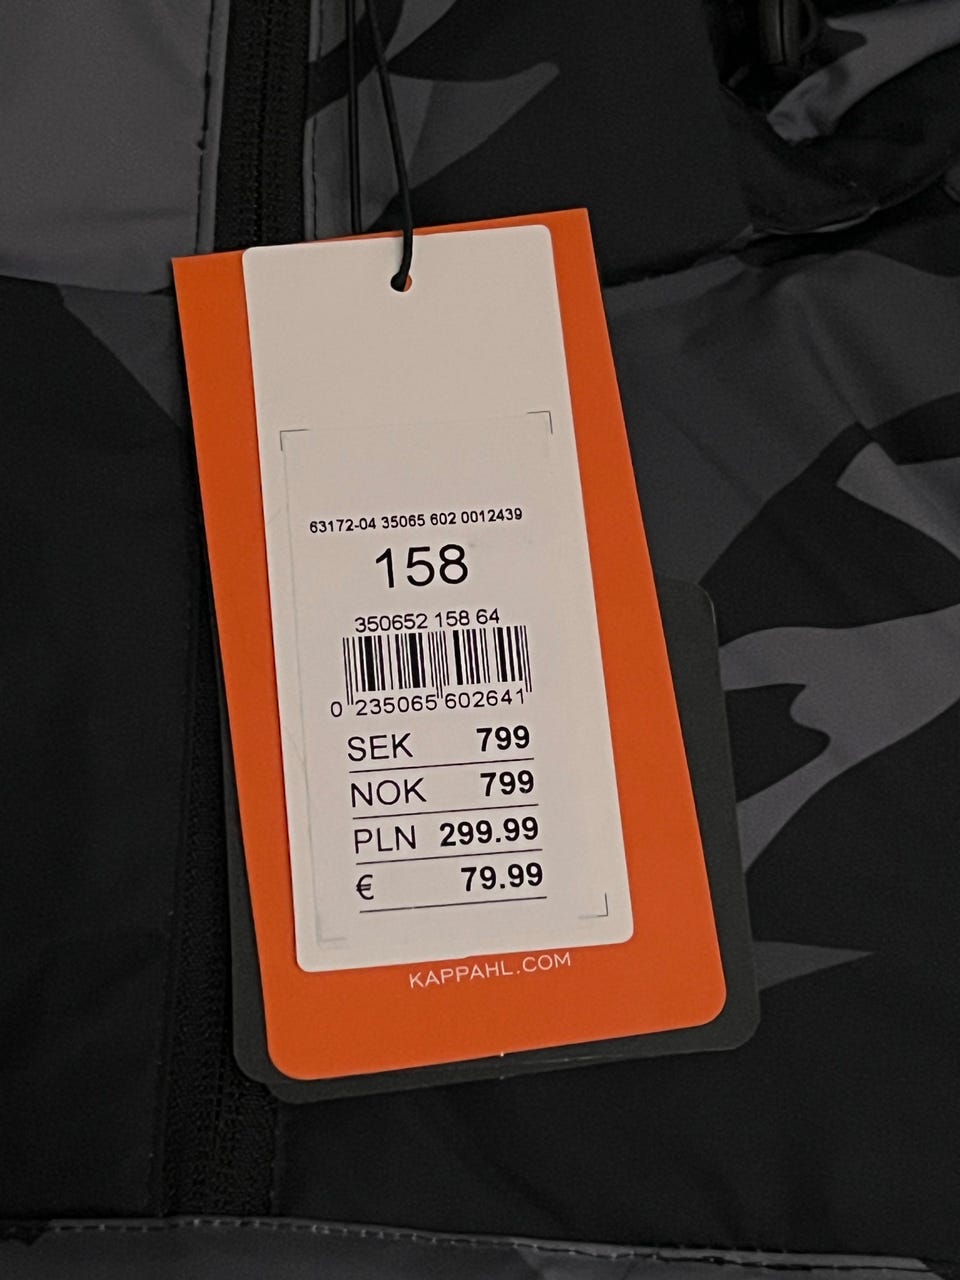 63172-04 35065 602 0012439
158
350652 158 64
0 235065 602641
SEK 799
NOK 799
PLN 299.99
€ 79.99
KAPPAHL.COM